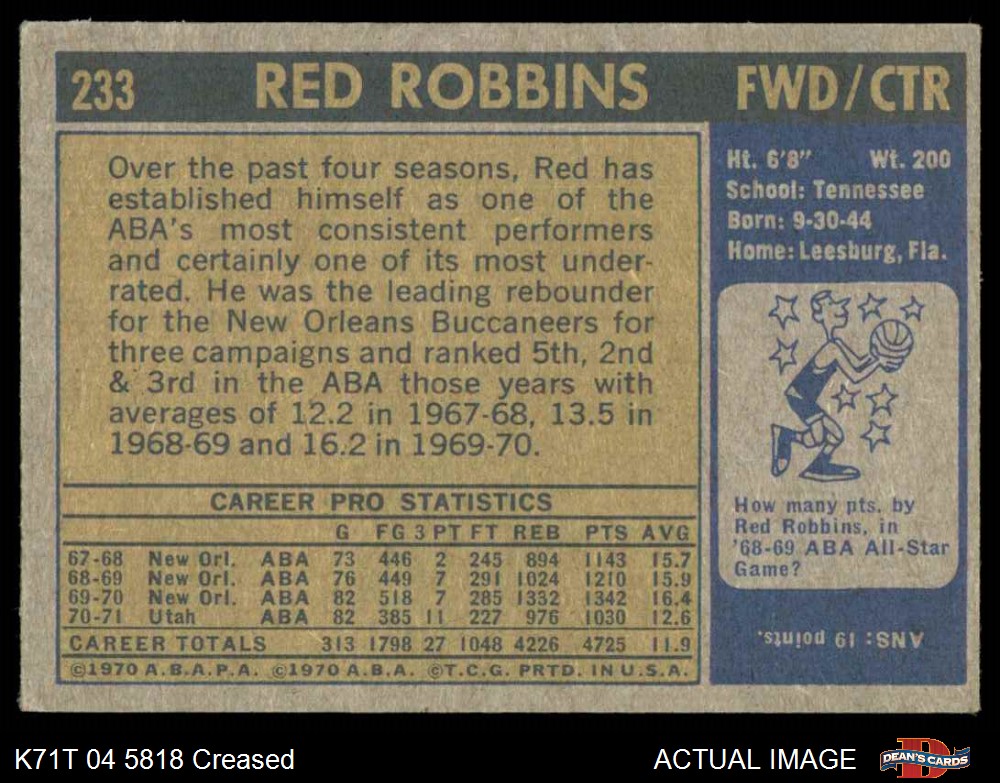 233 RED ROBBINS FWD/CTR
Over the past four seasons, Red has
established himself as one of the
ABA's most consistent performers
and certainly one of its most under-
rated. He was the leading rebounder
for the New Orleans Buccaneers for
three campaigns and ranked 5th, 2nd
& 3rd in the ABA those years with
averages of 12.2 in 1967-68, 13.5 in
1968-69 and 16.2 in 1969-70.
CAREER PRO STATISTICS
G FG 3 PT FT REB PTS AVG
67-68 New Orl. ABA 73 446 2 245 894 1143 15.7
68-69 New Orl. ABA 76 449 7 291 1024 1210 15.9
69-70 New Orl. ABA 82 518 7 285 1332 1342 16.4
70-71 Utah ABA 82 385 11 227 976 1030 12.6
CAREER TOTALS 313 1798 27 1048 4226 4725 11.9
©1970 A.B.A.P.A. ©1970 A.B.A. ©T.C.G. PRTD. IN U.S.A.
Ht. 6'8" Wt. 200
School: Tennessee
Born: 9-30-44
Home: Leesburg, Fla.
How many pts. by
Red Robbins, in
'68-69 ABA All-Star
Game?
ANS: 19 points.
K71T 04 5818 Creased
ACTUAL IMAGE
D
DEAN'S CARDS